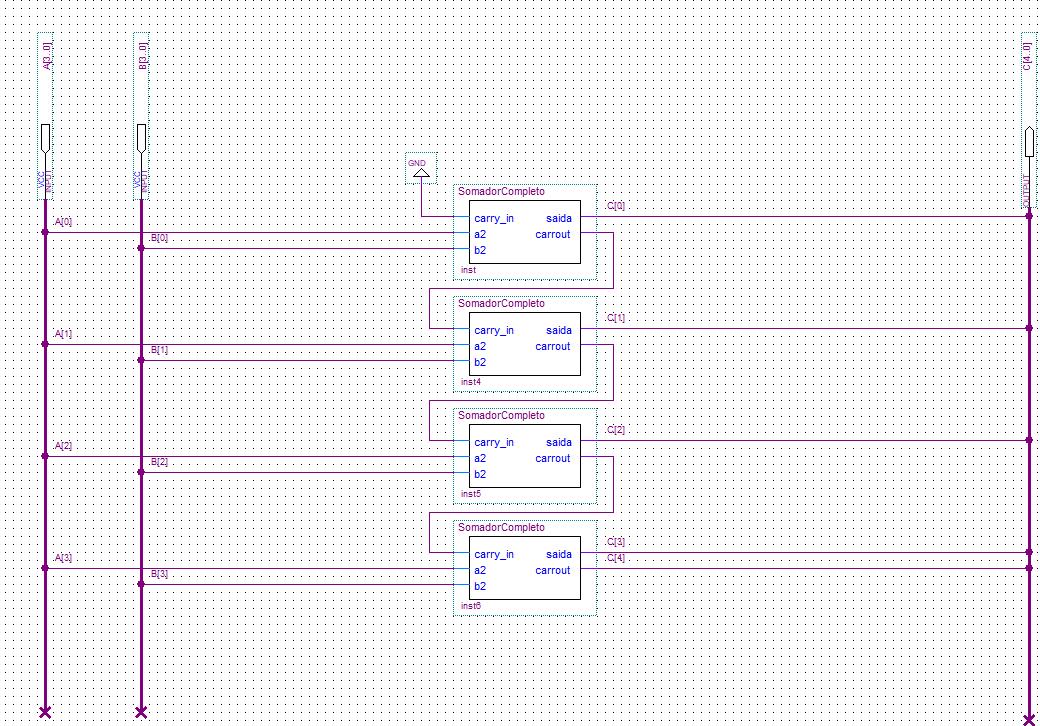 A[3..0]
VCC
INPUT
B[3..0]
VCC
INPUT
C[4..0]
OUTPUT
GND
SomadorCompleto
C[0]
carry_in saida
A[0]
a2 carrout
B[0]
b2
inst
SomadorCompleto
C[1]
carry_in saida
A[1]
a2 carrout
B[1]
b2
inst4
SomadorCompleto
C[2]
carry_in saida
A[2]
a2 carrout
B[2]
b2
inst5
SomadorCompleto
C[3]
carry_in saida
A[3]
C[4]
a2 carrout
B[3]
b2
inst6